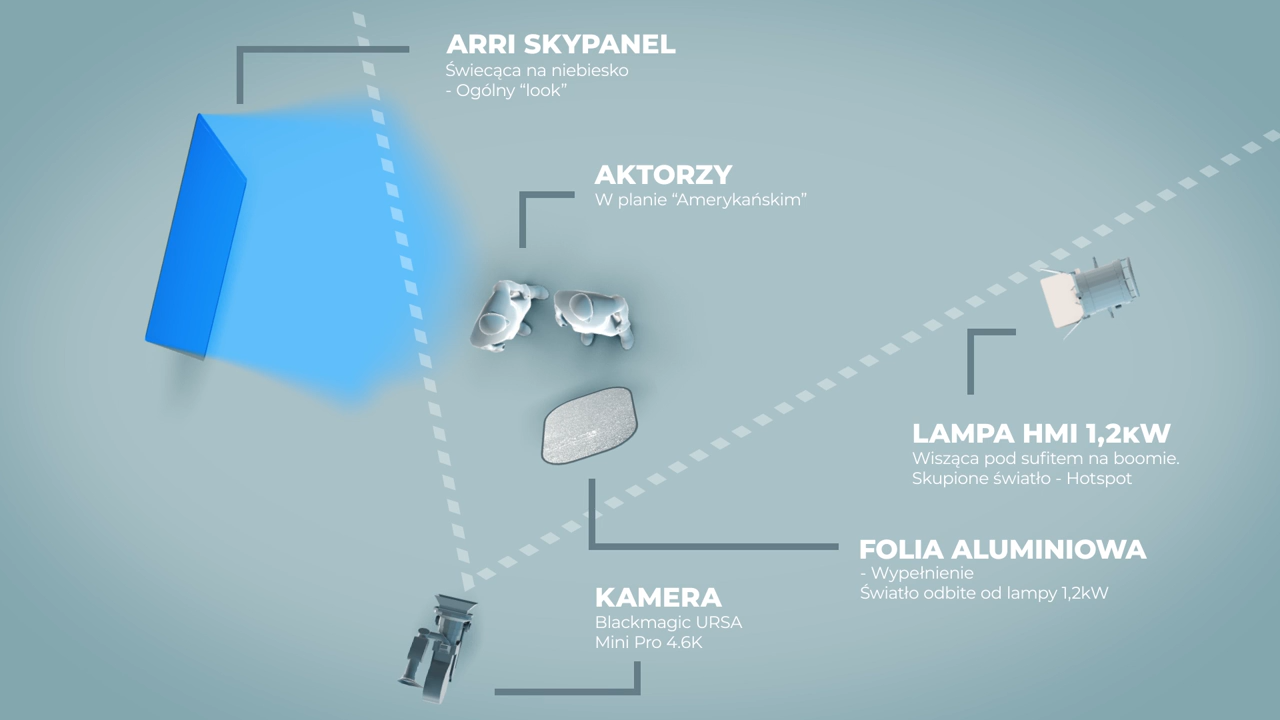 ARRI SKYPANEL
Świecąca na niebiesko
- Ogólny “look”
AKTORZY
W planie “Amerykańskim”
LAMPA HMI 1,2KW
Wisząca pod sufitem na boomie.
Skupione światło - Hotspot
FOLIA ALUMINIOWA
- Wypełnienie
Światło odbite od lampy 1,2kW
KAMERA
Blackmagic URSA
Mini Pro 4.6K